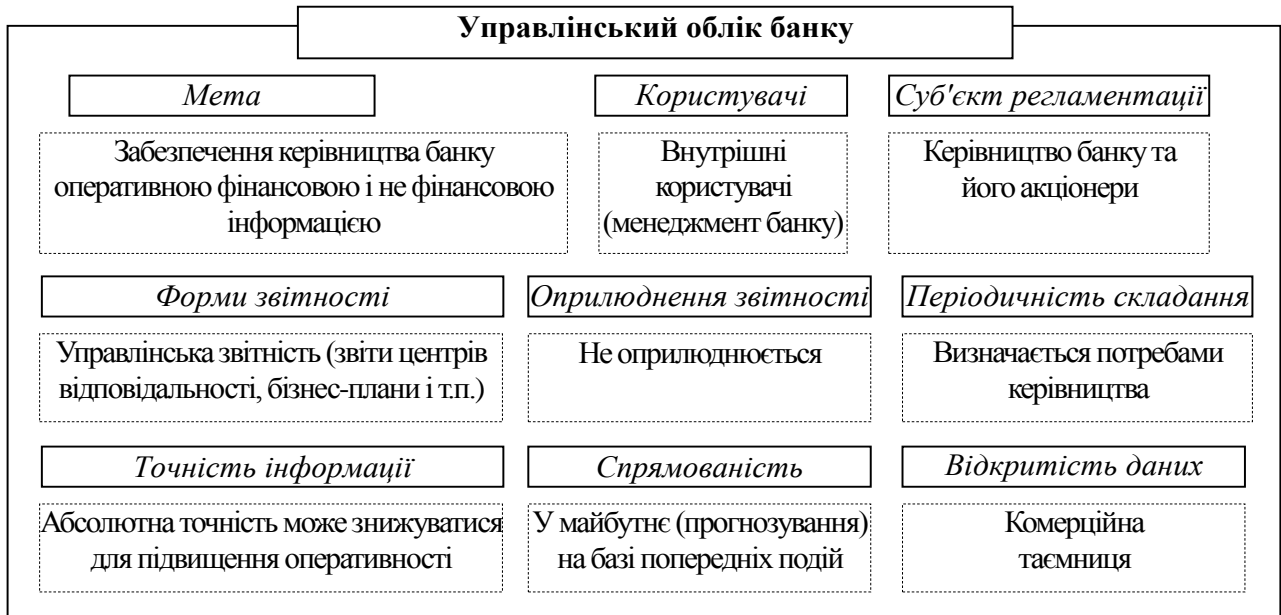 Управлінський облік банку
Мета
Користувачі
Суб'єкт регламентації
Забезпечення керівництва банку
оперативною фінансовою і не фінансовою
інформацією
Внутрішні
користувачі
(менеджмент банку)
Керівництво банку та
його акціонери
Форми звітності
Оприлюднення звітності
Періодичність складання
Управлінська звітність (звіти центрів
відповідальності, бізнес-плани і т.п.)
Не оприлюднюється
Визначається потребами
керівництва
Точність інформації
Спрямованість
Відкритість даних
Абсолютна точність може знижуватися
для підвищення оперативності
У майбутнє (прогнозування)
на базі попередніх подій
Комерційна
таємниця